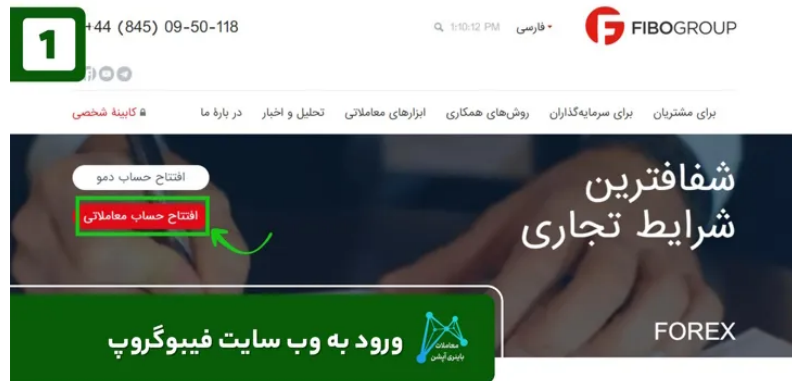 1
+44 (845) 09-50-118
1:10:12 PM
فارسی
FIBOGROUP
برای مشتریان
برای سرمایه‌گذاران
روش‌های همکاری
ابزارهای معاملاتی
تحلیل و اخبار
در بارهٔ ما
کابینهٔ شخصی
شفافترین
شرایط تجاری
افتتاح حساب دمو
افتتاح حساب معاملاتی
FOREX
معاملات
باینری آپشن
ورود به وب سایت فیبوگروپ